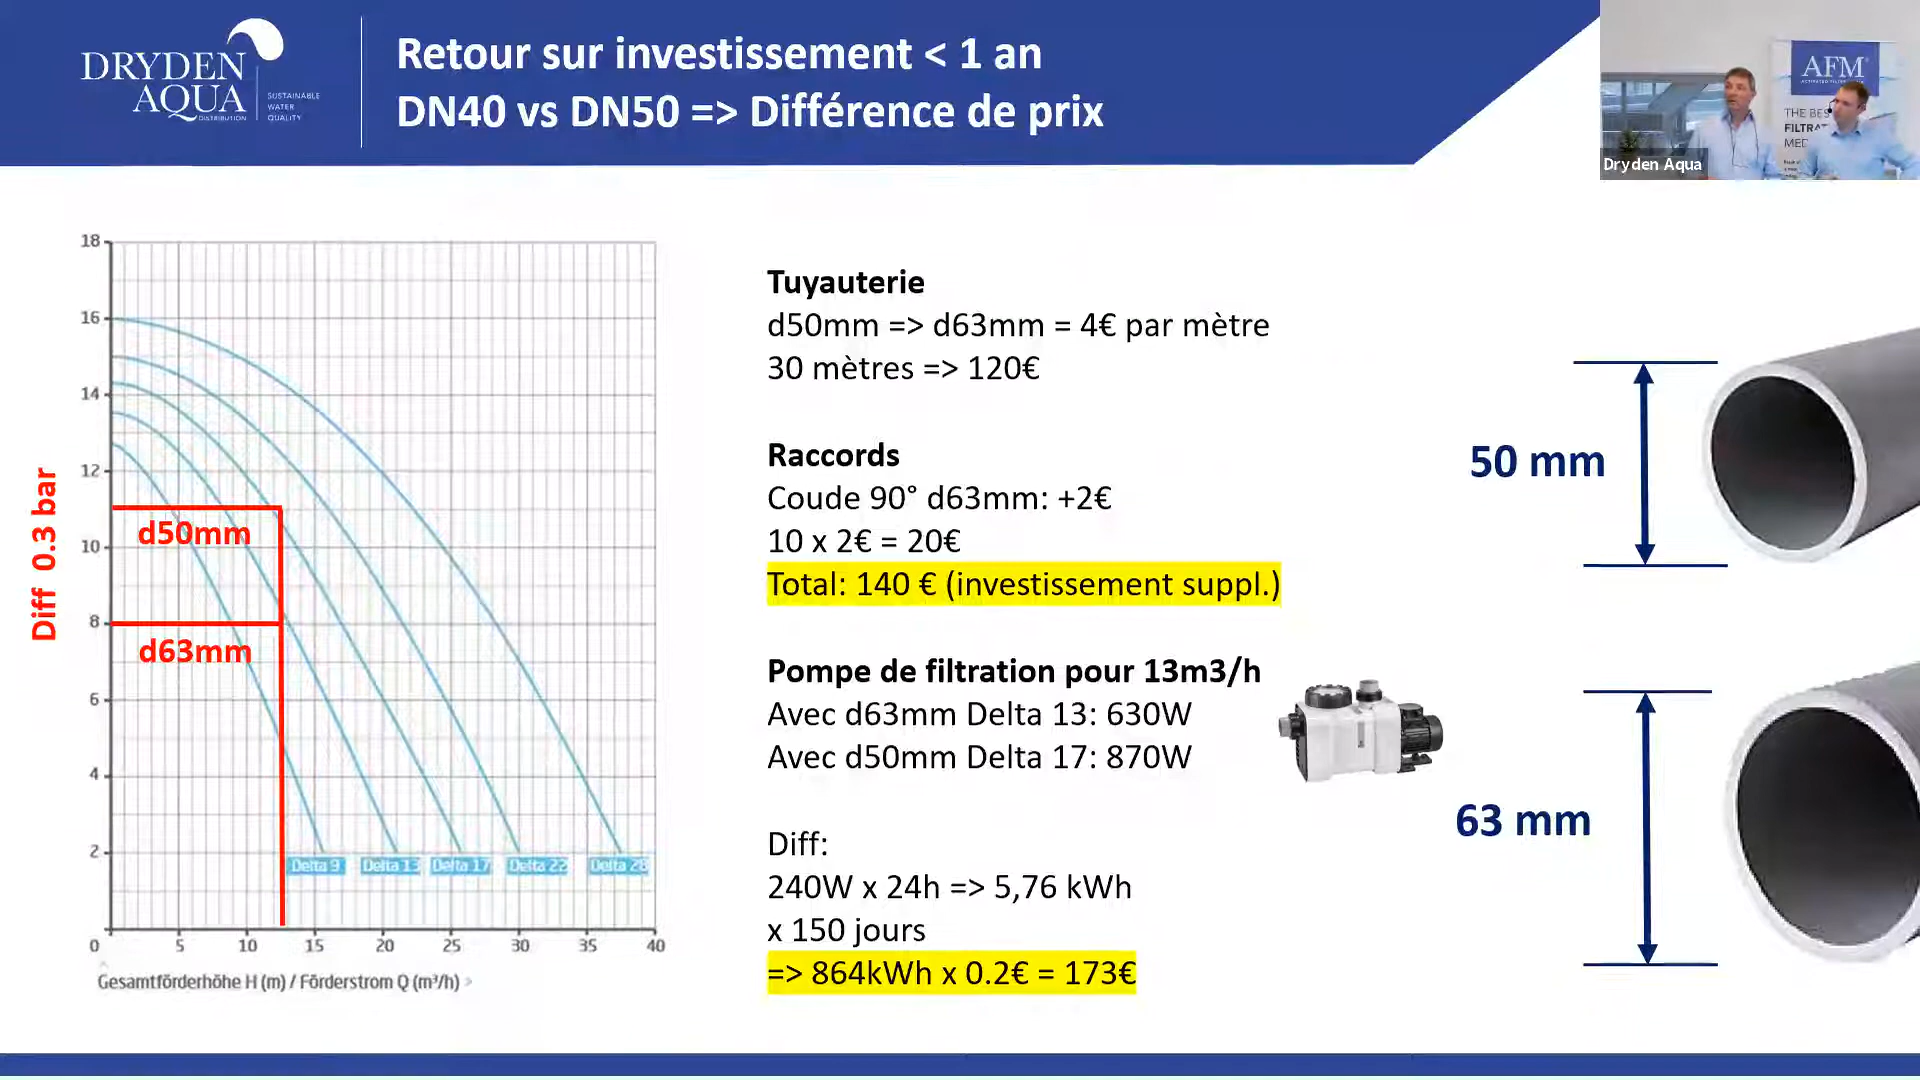 DRYDEN
AQUA
DISTRIBUTION
SUSTAINABLE
WATER
QUALITY
Retour sur investissement < 1 an
DN40 vs DN50 => Différence de prix
AFM
THE BES
FILTRAT
MED
Dryden Aqua
18
16
14
12
10
8
6
4
2
0
5
10
15
20
25
30
35
40
Diff 0.3 bar
d50mm
d63mm
Delta 9
Delta 13
Delta 17
Delta 22
Delta 28
Gesamtförderhöhe H (m) / Förderstrom Q (m³/h) >
Tuyauterie
d50mm => d63mm = 4€ par mètre
30 mètres => 120€
Raccords
Coude 90° d63mm: +2€
10 x 2€ = 20€
Total: 140 € (investissement suppl.)
Pompe de filtration pour 13m3/h
Avec d63mm Delta 13: 630W
Avec d50mm Delta 17: 870W
Diff:
240W x 24h => 5,76 kWh
x 150 jours
=> 864kWh x 0.2€ = 173€
50 mm
63 mm